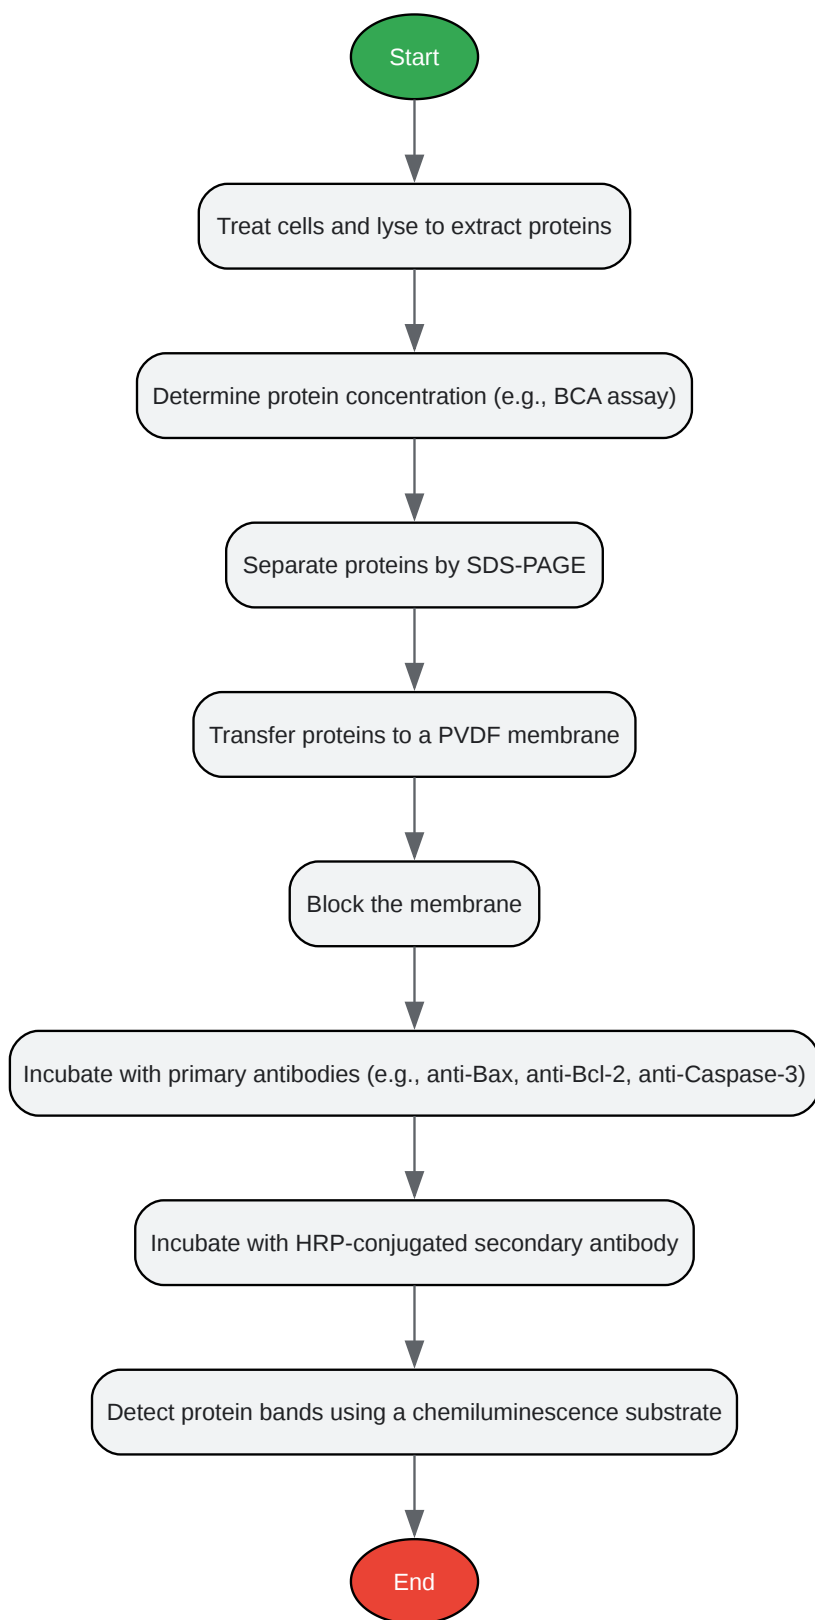 Start
Treat cells and lyse to extract proteins
Determine protein concentration (e.g., BCA assay)
Separate proteins by SDS-PAGE
Transfer proteins to a PVDF membrane
Block the membrane
Incubate with primary antibodies (e.g., anti-Bax, anti-Bcl-2, anti-Caspase-3)
Incubate with HRP-conjugated secondary antibody
Detect protein bands using a chemiluminescence substrate
End